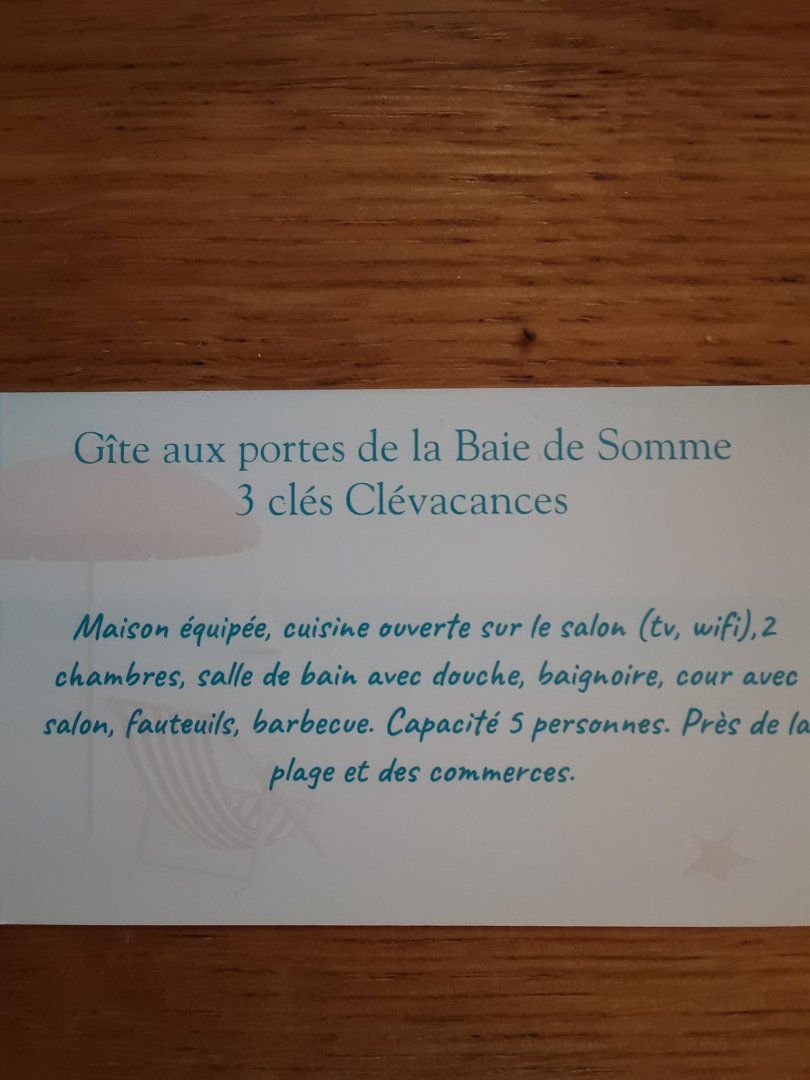 Gîte aux portes de la Baie de Somme
3 clés Clévacances
Maison équipée, cuisine ouverte sur le salon (tv, wifi),2
chambres, salle de bain avec douche, baignoire, cour avec
salon, fauteuils, barbecue. Capacité 5 personnes. Près de la
plage et des commerces.